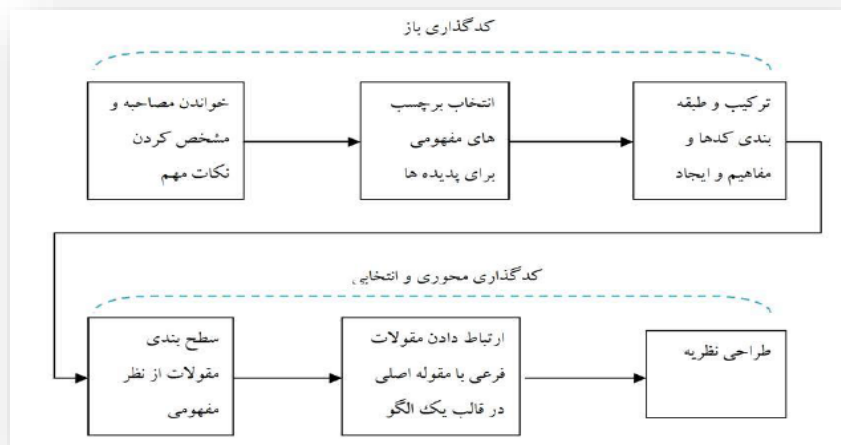 کدگذاری باز
خواندن مصاحبه و
مشخص کردن
نکات مهم
انتخاب برچسب
های مفهومی
برای پدیده ها
ترکیب و طبقه
بندی کدها و
مفاهیم و ایجاد
کدگذاری محوری و انتخابی
سطح بندی
مقولات از نظر
مفهومی
ارتباط دادن مقولات
فرعی با مقوله اصلی
در قالب یک الگو
طراحی نظریه